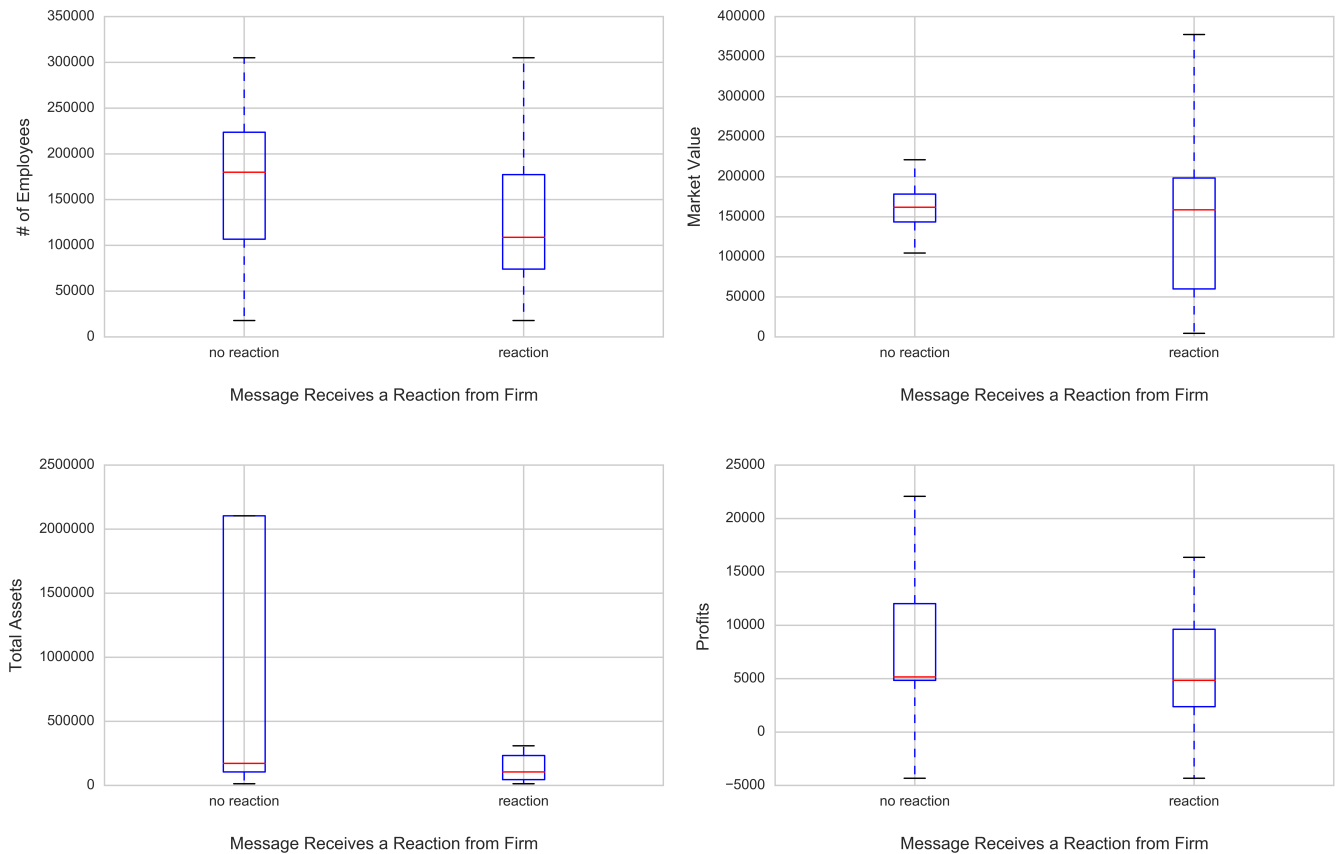 350000
300000
250000
200000
150000
100000
50000
0
# of Employees
no reaction reaction
Message Receives a Reaction from Firm
400000
350000
300000
250000
200000
150000
100000
50000
0
Market Value
no reaction reaction
Message Receives a Reaction from Firm
2500000
2000000
1500000
1000000
500000
0
Total Assets
no reaction reaction
Message Receives a Reaction from Firm
25000
20000
15000
10000
5000
0
−5000
Profits
no reaction reaction
Message Receives a Reaction from Firm